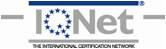 IQNet ®
THE INTERNATIONAL CERTIFICATION NETWORK